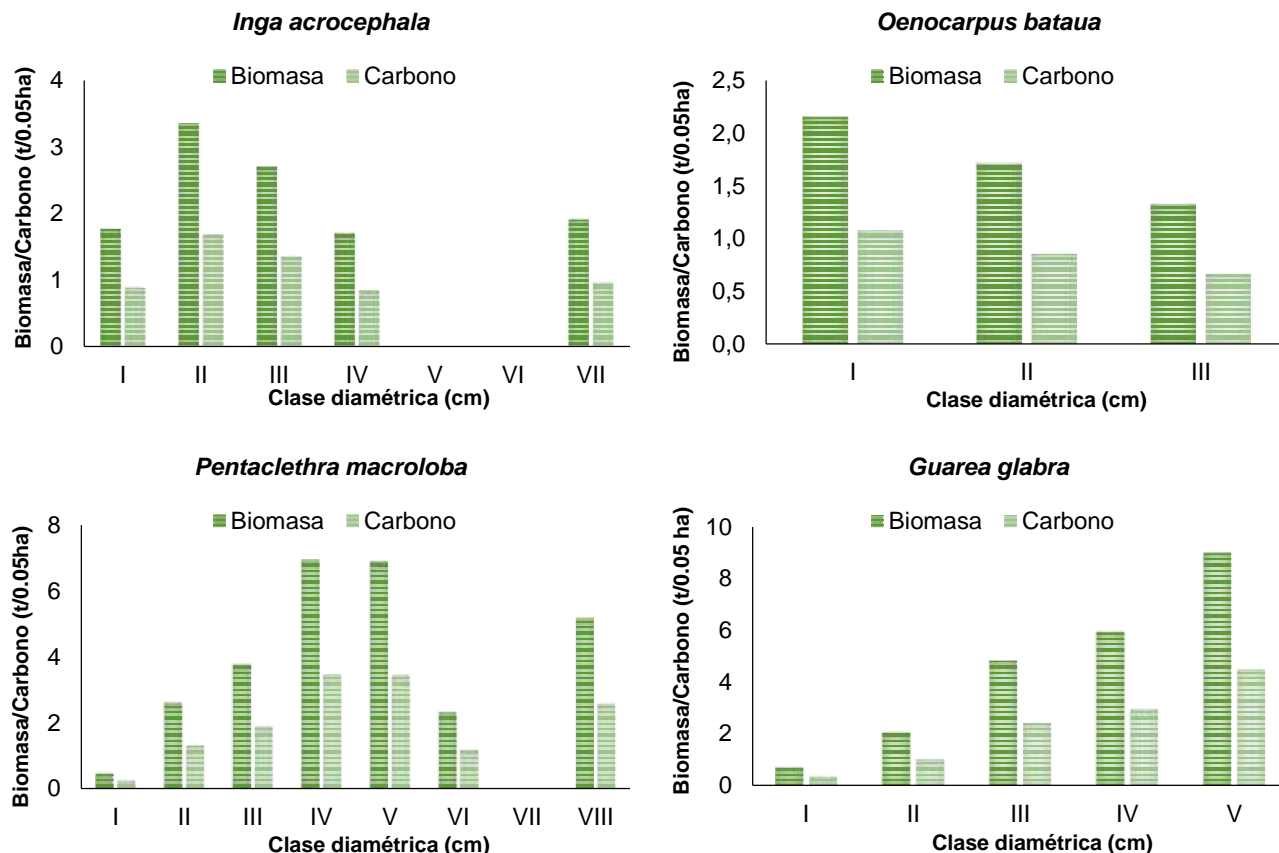 Inga acrocephala
Biomasa Carbono
Biomasa/Carbono (t/0.05ha)
4
3
2
1
0
I II III IV V VI VII
Clase diamétrica (cm)
Oenocarpus bataua
Biomasa Carbono
Biomasa/Carbono (t/0.05ha)
2,5
2,0
1,5
1,0
0,5
0,0
I II III
Clase diamétrica (cm)
Pentaclethra macroloba
Biomasa Carbono
Biomasa/Carbono (t/0.05ha)
8
6
4
2
0
I II III IV V VI VII VIII
Clase diamétrica (cm)
Guarea glabra
Biomasa Carbono
Biomasa/Carbono (t/0.05 ha)
10
8
6
4
2
0
I II III IV V
Clase diamétrica (cm)